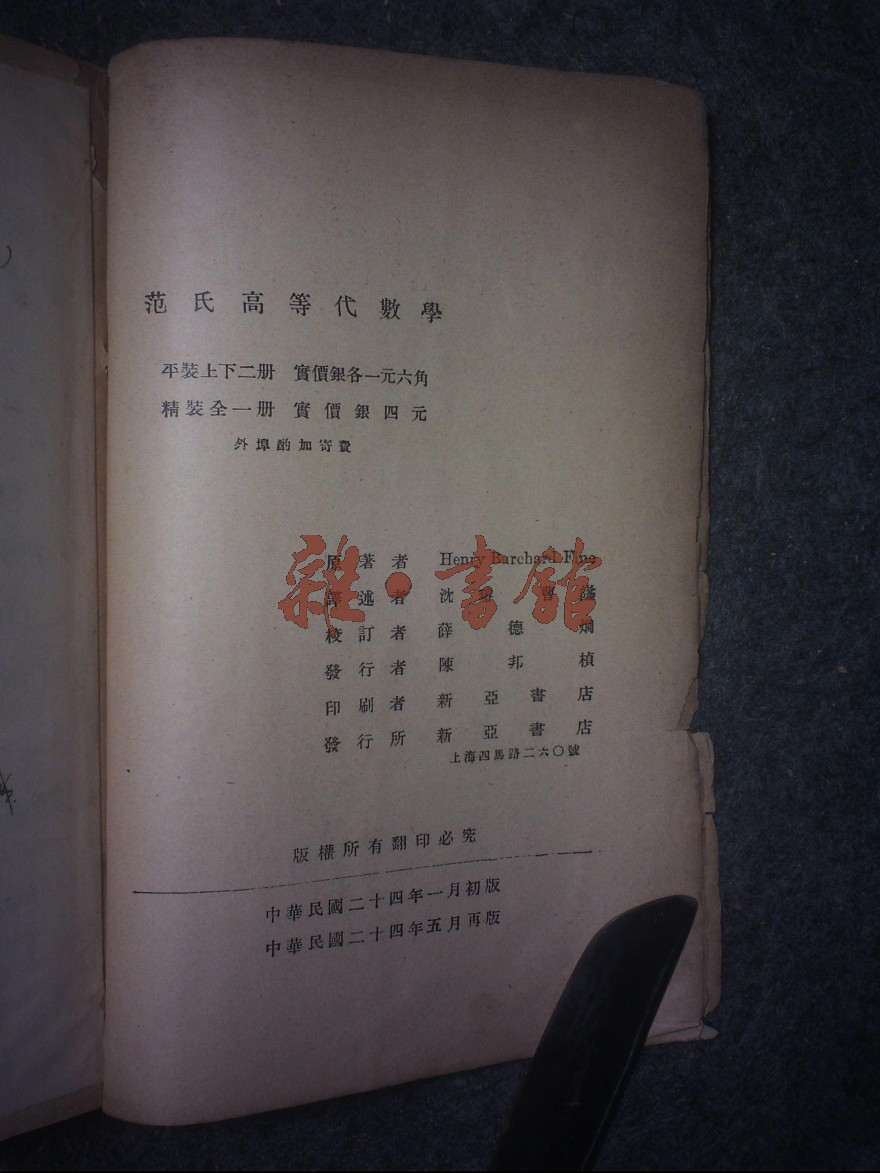 范氏高等代數學
平裝上下二册 實價銀各一元六角
精裝全一册 實價銀四元
外埠酌加寄費
原著者 Henry Burchard Fine
譯述者 沈
校訂者 薛德烱
發行者 陳邦楨
印刷者 新亞書店
發行所 新亞書店
上海四馬路二六〇號
雜·書館
版權所有翻印必究
中華民國二十四年一月初版
中華民國二十四年五月再版